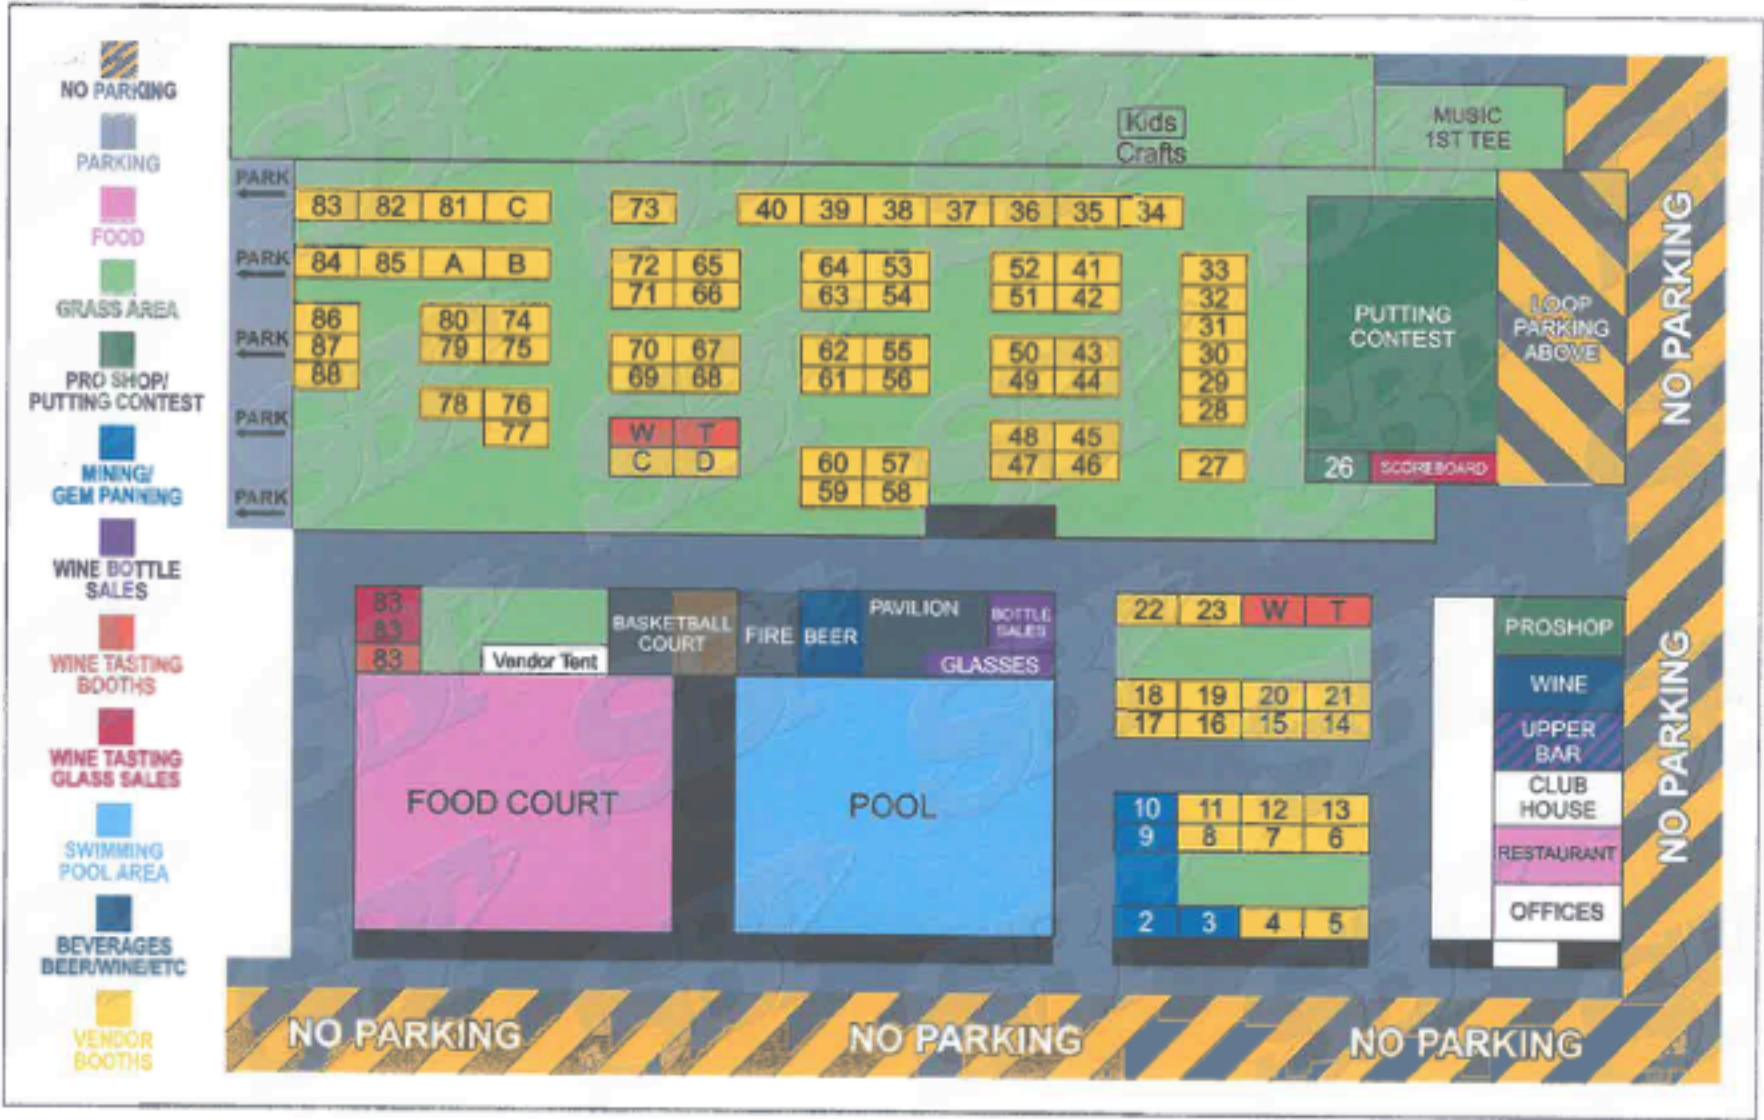 NO PARKING
PARKING
FOOD
GRASS AREA
PRO SHOP/
PUTTING CONTEST
MINING/
GEM PANNING
WINE BOTTLE
SALES
WINE TASTING
BOOTHS
WINE TASTING
GLASS SALES
SWIMMING
POOL AREA
BEVERAGES
BEER/WINE/ETC
VENDOR
BOOTHS
Kids
Crafts
MUSIC
1ST TEE
PARK
PARK
PARK
PARK
PARK
83 82 81 C 73 40 39 38 37 36 35 34
84 85 A B 72 65 64 53 52 41 33
71 66 63 54 51 42 32
86 80 74 31
87 79 75 70 67 62 55 50 43 30
88 69 68 61 56 49 44 29
78 76 28
77 W T 48 45
C D 60 57 47 46 27
59 58
PUTTING
CONTEST
26 SCOREBOARD
LOOP
PARKING
ABOVE
NO PARKING
NO PARKING
83
83
83
Vendor Tent
BASKETBALL
COURT
FIRE
BEER
PAVILION
BOTTLE
SALES
GLASSES
FOOD COURT
POOL
22 23 W T
18 19 20 21
17 16 15 14
10 11 12 13
9 8 7 6
2 3 4 5
PROSHOP
WINE
UPPER
BAR
CLUB
HOUSE
RESTAURANT
OFFICES
NO PARKING
NO PARKING
NO PARKING